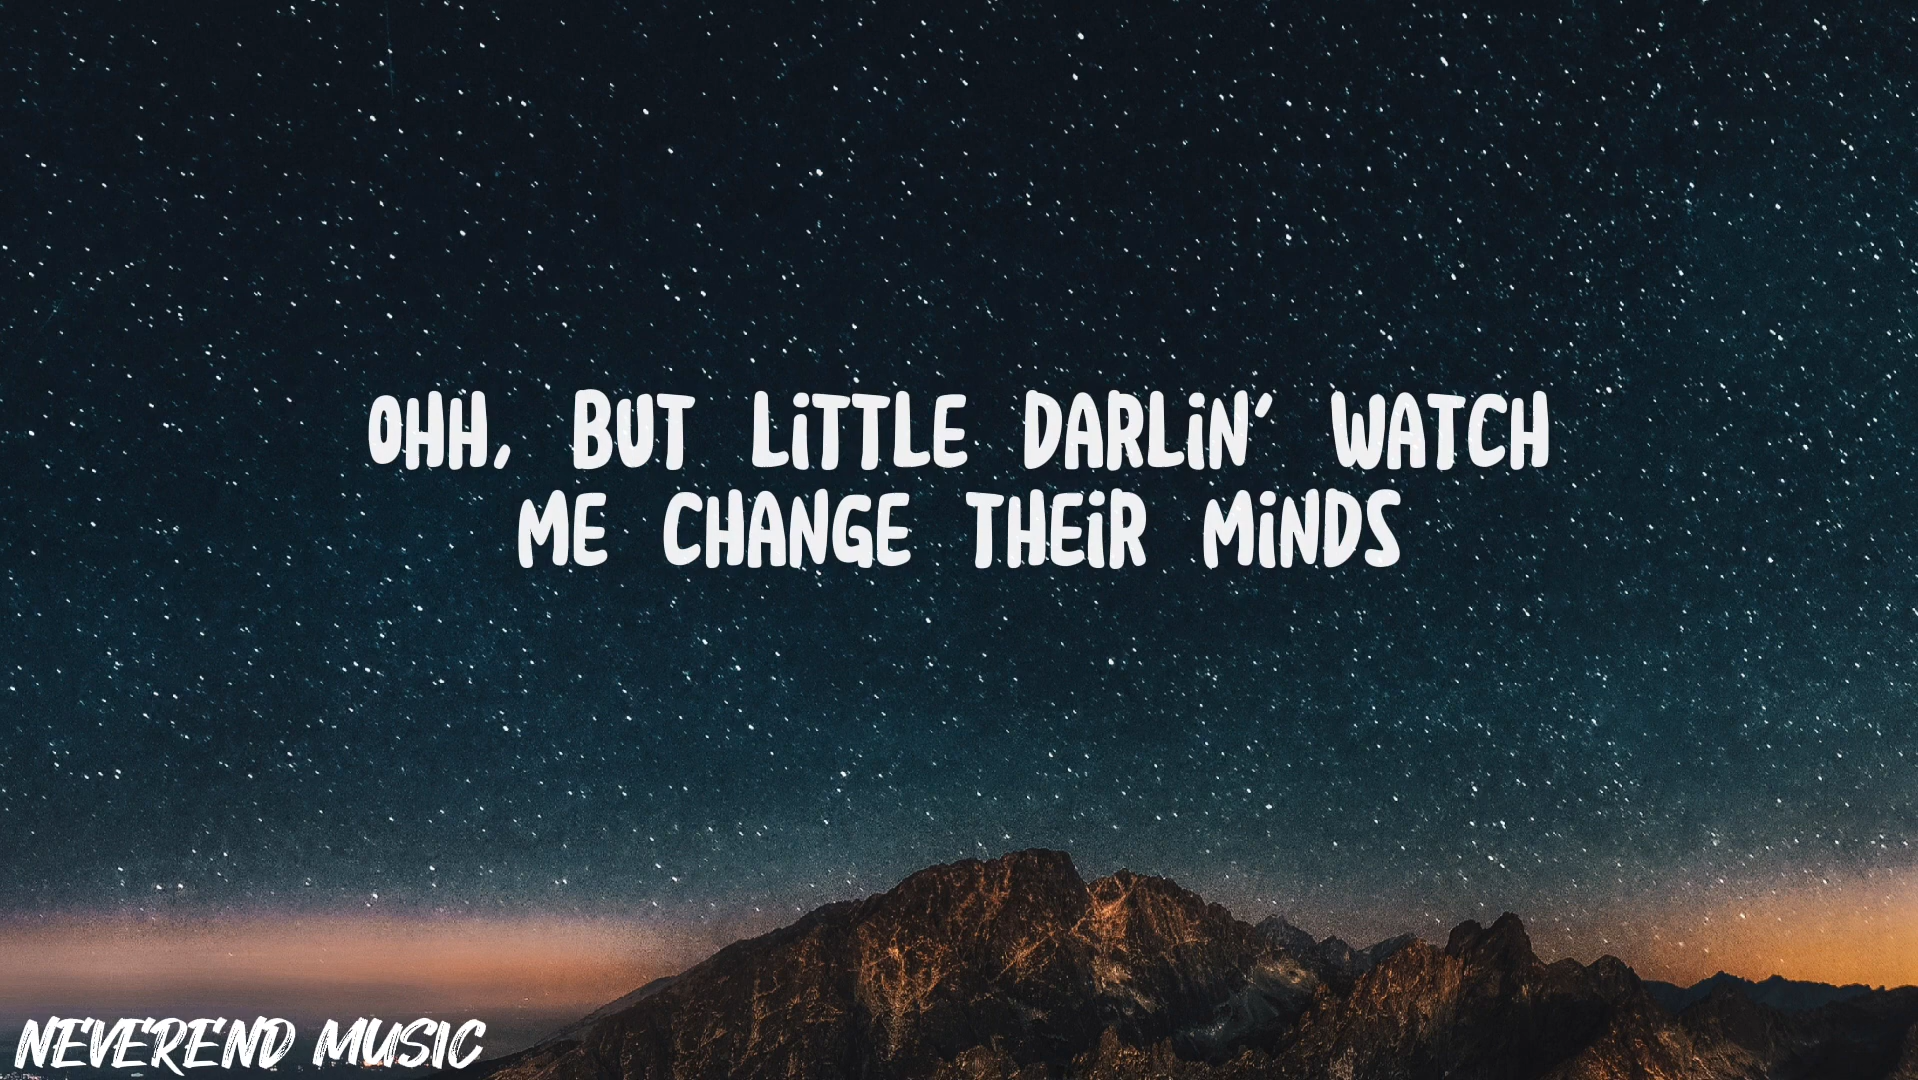 OHH, BUT LiTTLE DARLiN' WATCH
ME CHANGE THEiR MiNDS
NEVEREND MUSIC